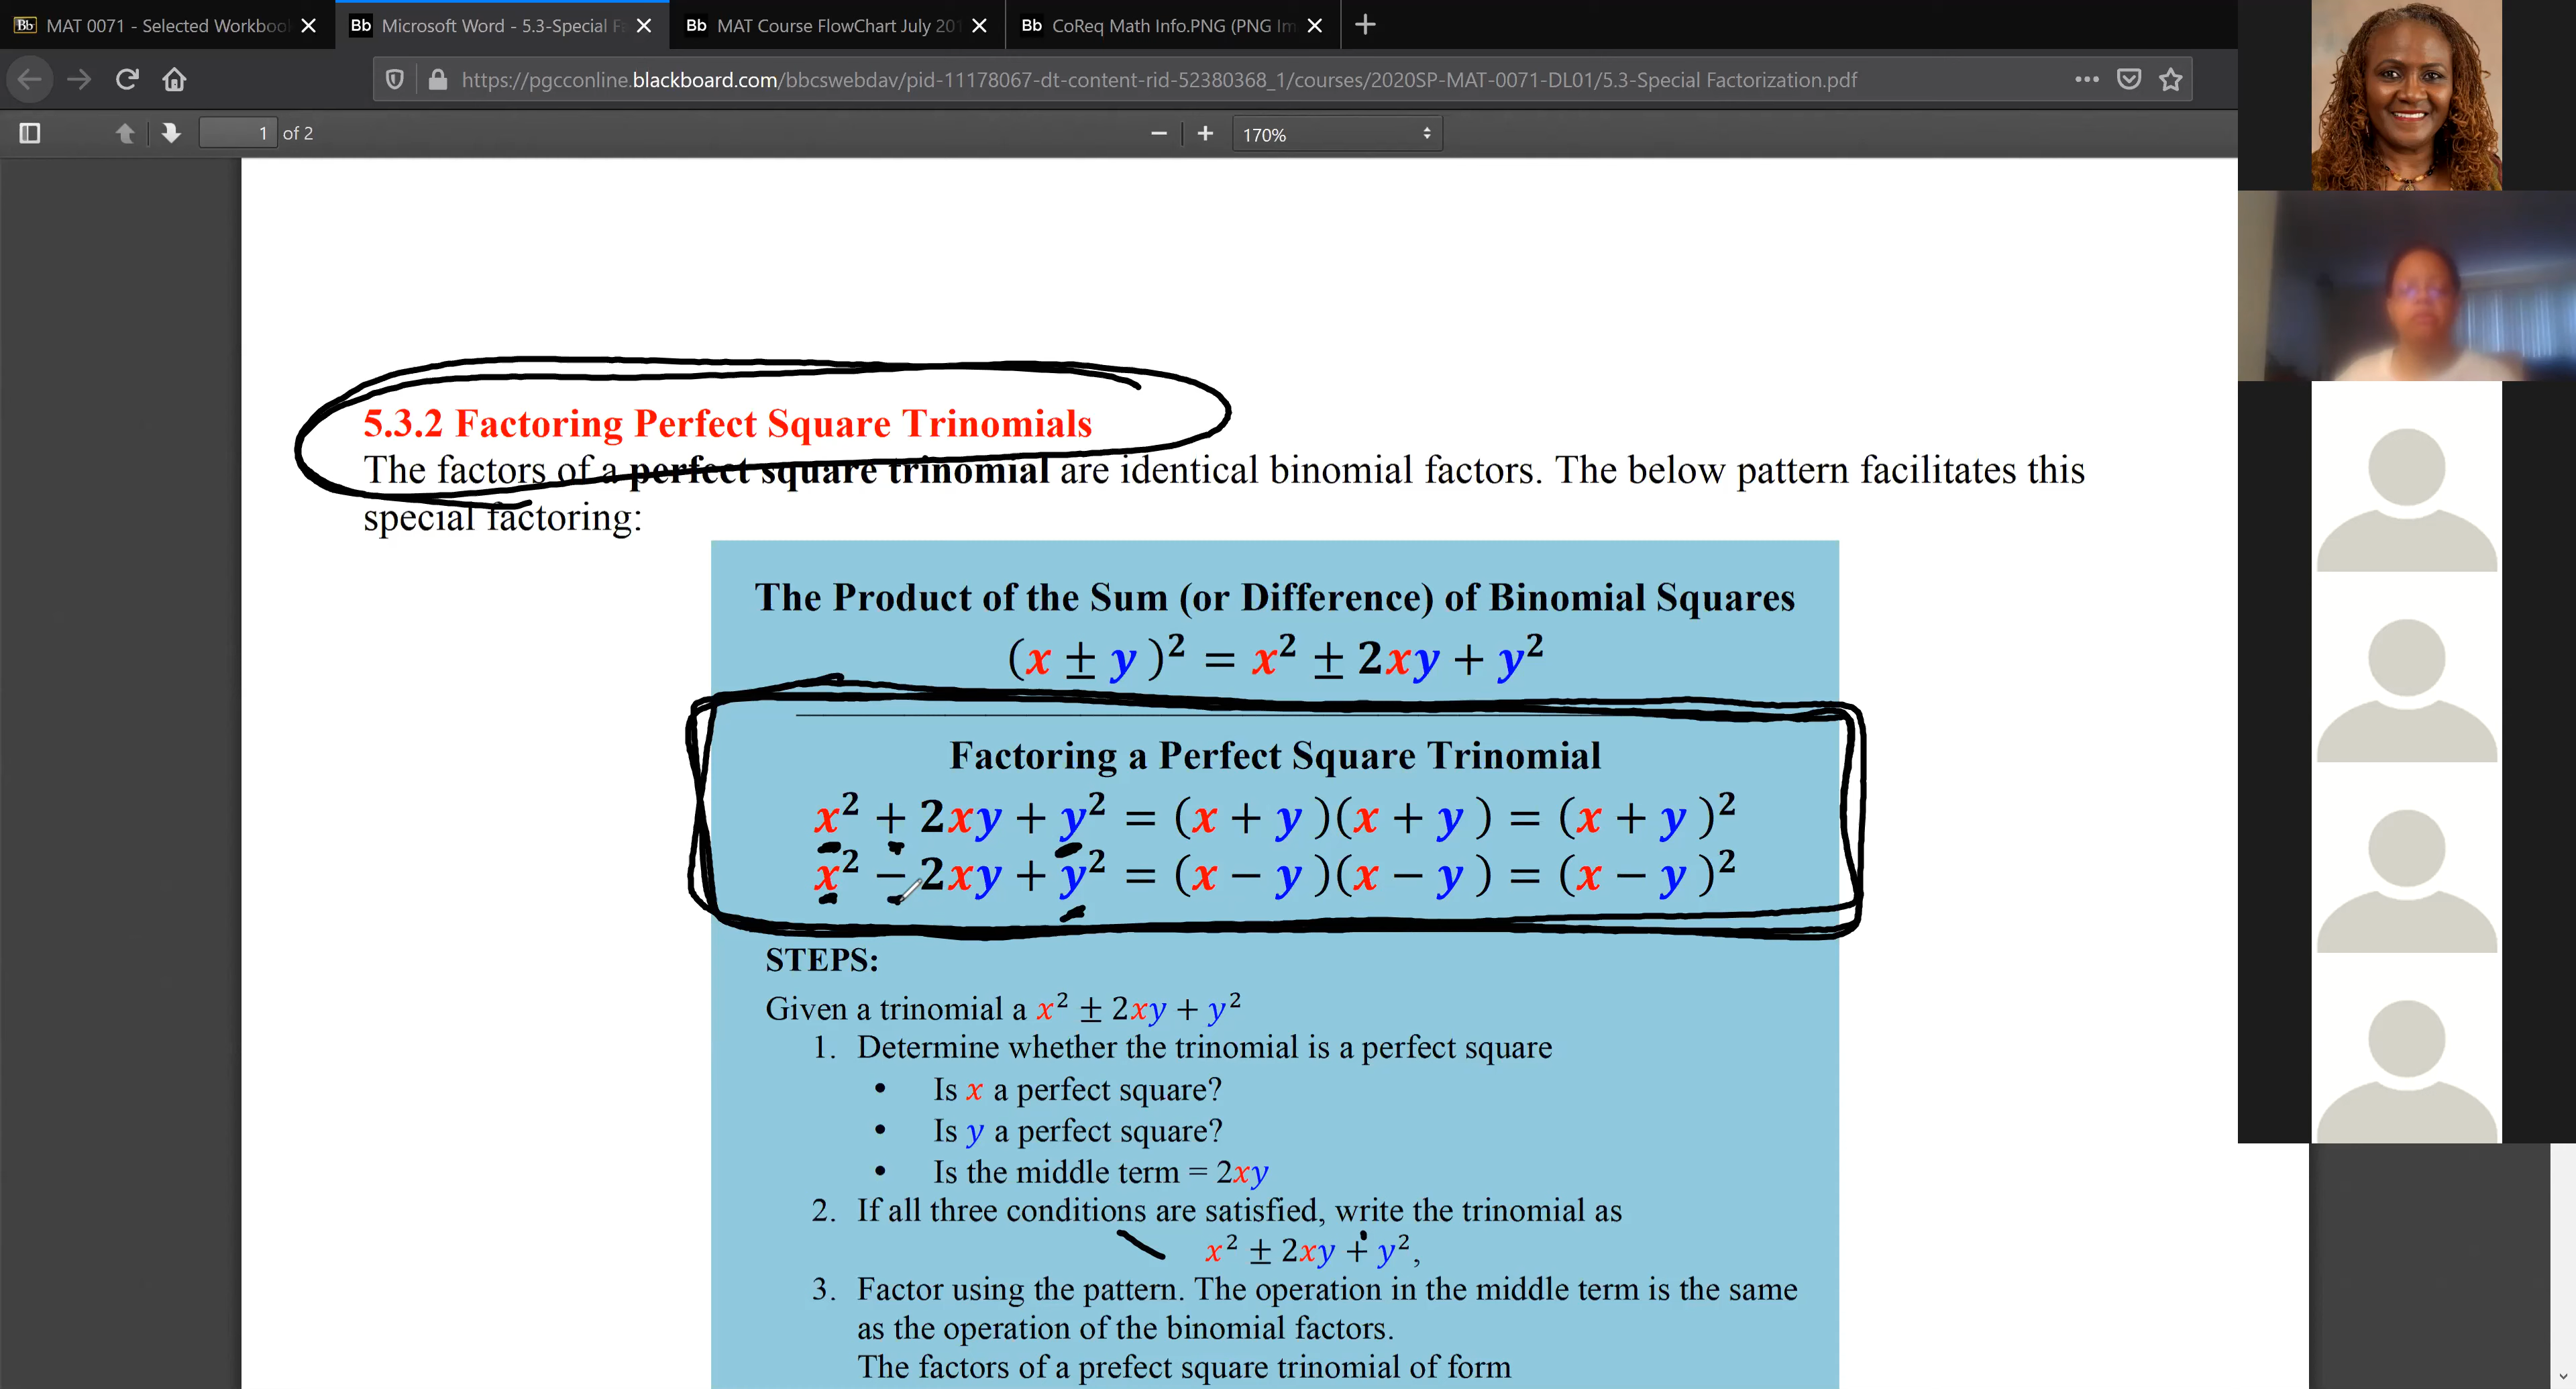 MAT 0071 - Selected Workbook
Microsoft Word - 5.3-Special Fa
MAT Course FlowChart July 201
CoReq Math Info.PNG (PNG Im
https://pgcconline.blackboard.com/bbcswebdav/pid-11178067-dt-content-rid-52380368_1/courses/2020SP-MAT-0071-DL01/5.3-Special Factorization.pdf
1 of 2
170%
5.3.2 Factoring Perfect Square Trinomials
The factors of a perfect square trinomial are identical binomial factors. The below pattern facilitates this
special factoring:
The Product of the Sum (or Difference) of Binomial Squares
(x ± y )² = x² ± 2xy + y²
Factoring a Perfect Square Trinomial
x² + 2xy + y² = (x + y )(x + y ) = (x + y )²
x² − 2xy + y² = (x − y )(x − y ) = (x − y )²
STEPS:
Given a trinomial a x² ± 2xy + y²
1. Determine whether the trinomial is a perfect square
• Is x a perfect square?
• Is y a perfect square?
• Is the middle term = 2xy
2. If all three conditions are satisfied, write the trinomial as
x² ± 2xy + y²,
3. Factor using the pattern. The operation in the middle term is the same
as the operation of the binomial factors.
The factors of a prefect square trinomial of form